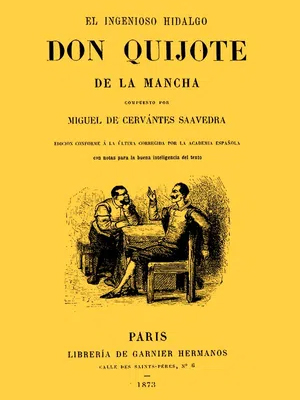 EL INGENIOSO HIDALGO
DON QUIJOTE
DE LA MANCHA
COMPUESTO POR
MIGUEL DE CERVÁNTES SAAVEDRA
EDICION CONFORME Á LA ÚLTIMA CORREGIDA POR LA ACADEMIA ESPAÑOLA
con notas para la buena inteligencia del texto
PARIS
LIBRERÍA DE GARNIER HERMANOS
CALLE DES SAINTS-PÈRES, Nº 6
1873